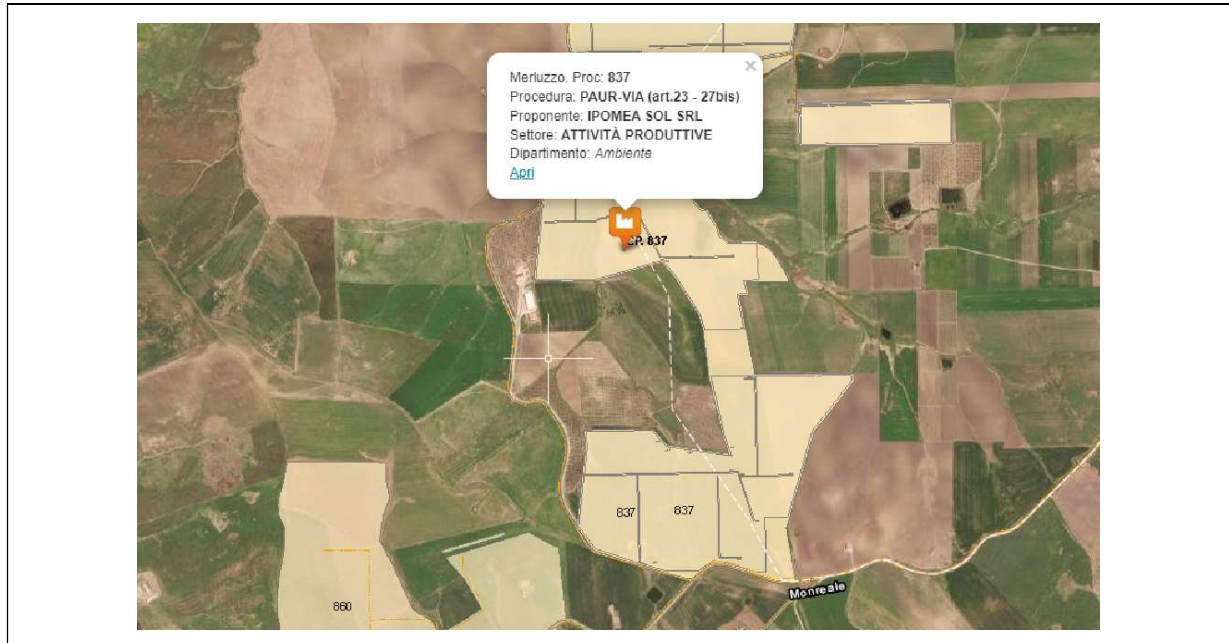 Merluzzo. Proc: 837
Procedura: PAUR-VIA (art.23 - 27bis)
Proponente: IPOMEA SOL SRL
Settore: ATTIVITÀ PRODUTTIVE
Dipartimento: Ambiente
Apri
CP. 837
837 837
860
Monreale